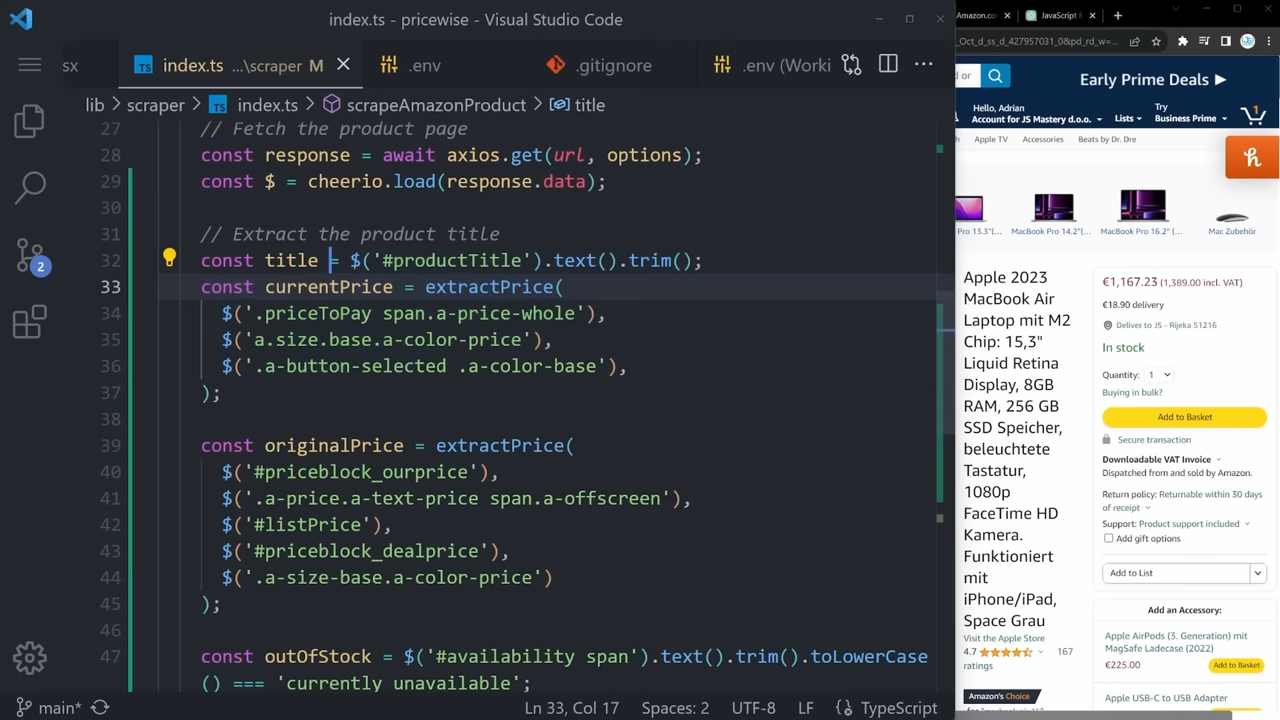 index.ts - pricewise - Visual Studio Code
sx
TS index.ts ...\scraper M
.env
.gitignore
.env (Worki
lib > scraper > TS index.ts > scrapeAmazonProduct > title
27 // Fetch the product page
28 const response = await axios.get(url, options);
29 const $ = cheerio.load(response.data);
30
31 // Extract the product title
32 const title = $('#productTitle').text().trim();
33 const currentPrice = extractPrice(
34 $('.priceToPay span.a-price-whole'),
35 $('a.size.base.a-color-price'),
36 $('.a-button-selected .a-color-base'),
37 );
38
39 const originalPrice = extractPrice(
40 $('#priceblock_ourprice'),
41 $('.a-price.a-text-price span.a-offscreen'),
42 $('#listPrice'),
43 $('#priceblock_dealprice'),
44 $('.a-size-base.a-color-price')
45 );
46
47 const outOfStock = $('#availability span').text().trim().toLowerCase
() === 'currently unavailable';
2
main*
Ln 33, Col 17
Spaces: 2
UTF-8
LF
{} TypeScript
Amazon.co
JavaScript
_Oct_d_ss_d_427957031_0&pd_rd_w=...
d or
Early Prime Deals
Hello, Adrian
Account for JS Mastery d.o.o.
Lists
Try
Business Prime
1
h
Apple TV
Accessories
Beats by Dr. Dre
h
Pro 13.3"(...
MacBook Pro 14.2"(...
MacBook Pro 16.2" (...
Mac Zubehör
Apple 2023
MacBook Air
Laptop mit M2
Chip: 15,3"
Liquid Retina
Display, 8GB
RAM, 256 GB
SSD Speicher,
beleuchtete
Tastatur,
1080p
FaceTime HD
Kamera.
Funktioniert
mit
iPhone/iPad,
Space Grau
Visit the Apple Store
4.7
167
ratings
Amazon's Choice
€1,167.23 (1,389.00 incl. VAT)
€18.90 delivery
Deliver to JS - Rijeka 51216
In stock
Quantity: 1
Buying in bulk?
Add to Basket
Secure transaction
Downloadable VAT Invoice
Dispatched from and sold by Amazon.
Return policy: Returnable within 30 days
of receipt
Support: Product support included
Add gift options
Add to List
Add an Accessory:
Apple AirPods (3. Generation) mit
MagSafe Ladecase (2022)
€225.00
Add to Basket
Apple USB-C to USB Adapter